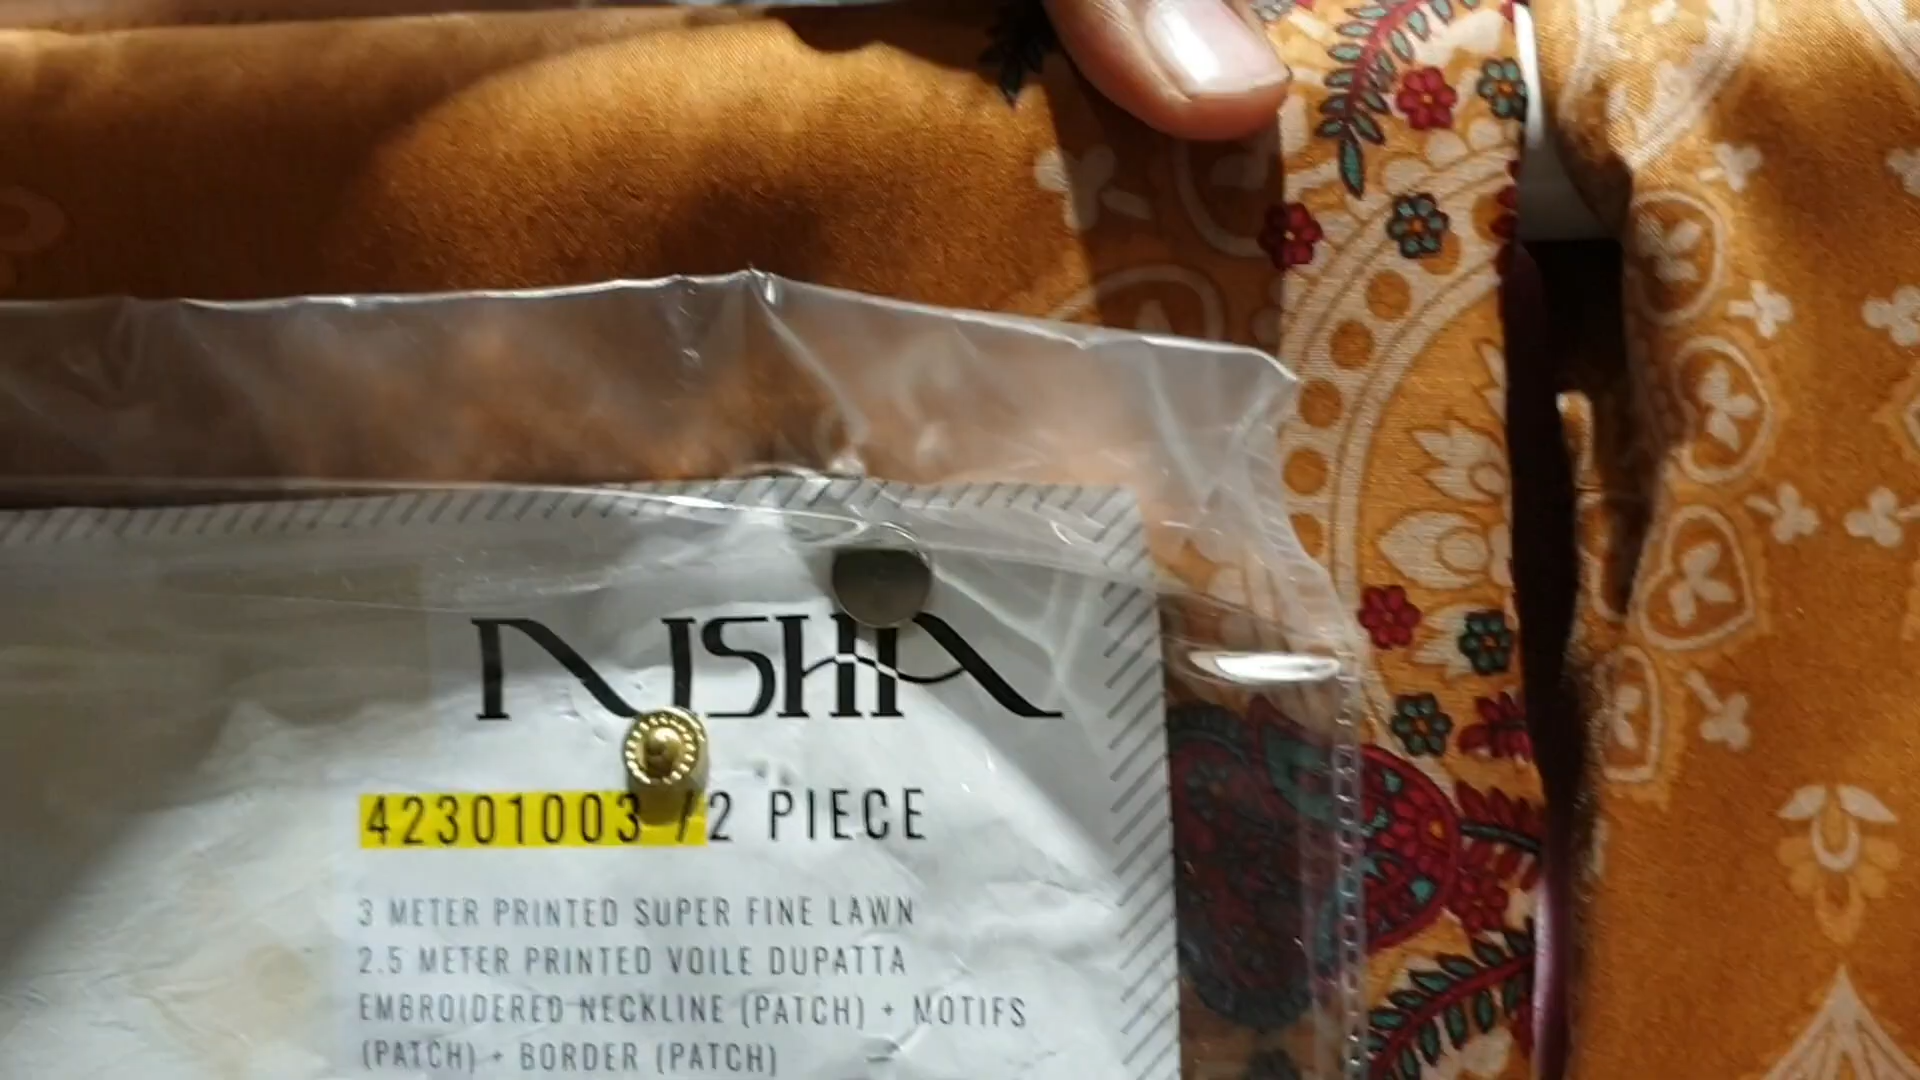 NISHA
42301003 /2 PIECE
3 METER PRINTED SUPER FINE LAWN
2.5 METER PRINTED VOILE DUPATTA
EMBROIDERED NECKLINE (PATCH) + MOTIFS
(PATCH) + BORDER (PATCH)